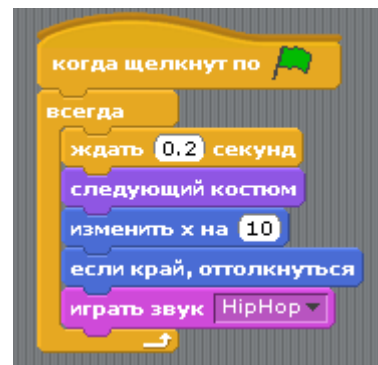 когда щелкнут по
всегда
ждать 0.2 секунд
следующий костюм
изменить х на 10
если край, оттолкнуться
играть звук HipHop